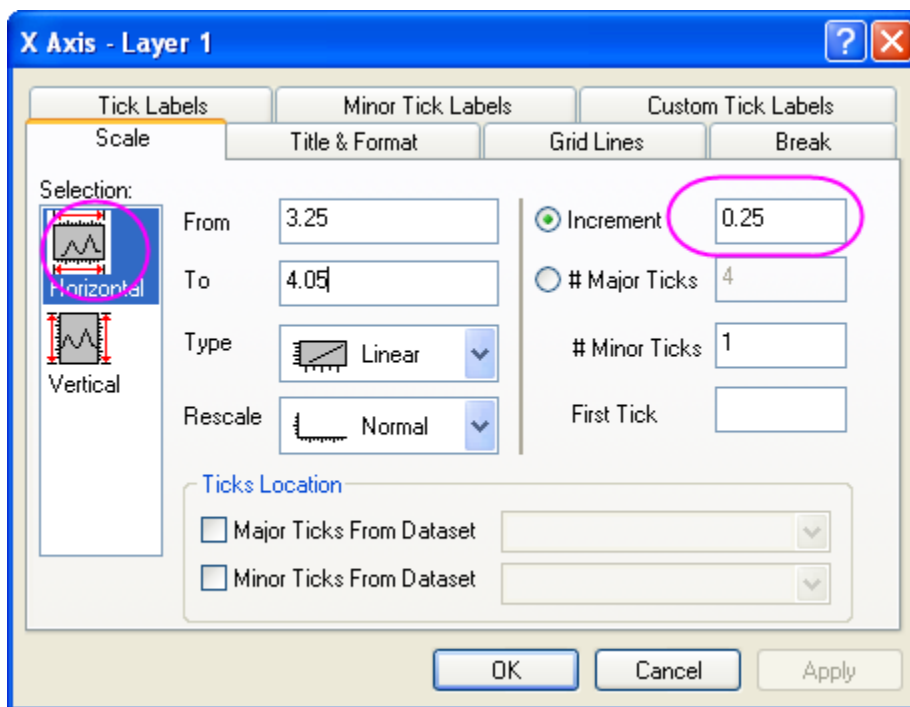 X Axis - Layer 1
Tick Labels
Minor Tick Labels
Custom Tick Labels
Scale
Title & Format
Grid Lines
Break
Selection:
Horizontal
Vertical
From 3.25
To 4.05
Type Linear
Rescale Normal
Increment 0.25
# Major Ticks 4
# Minor Ticks 1
First Tick
Ticks Location
Major Ticks From Dataset
Minor Ticks From Dataset
OK Cancel Apply